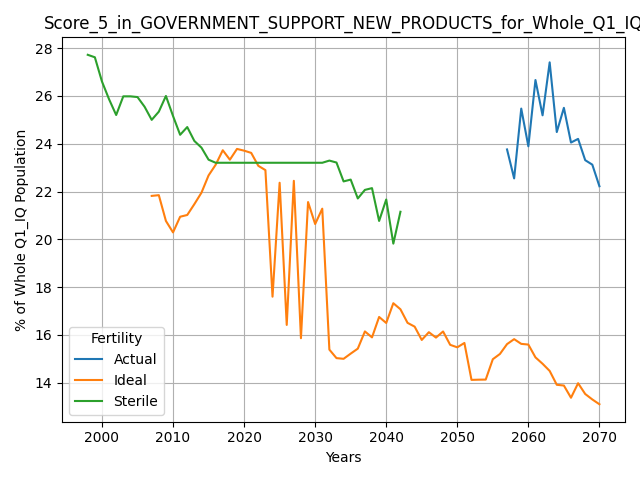 Score_5_in_GOVERNMENT_SUPPORT_NEW_PRODUCTS_for_Whole_Q1_IQ
28
26
24
22
20
18
16
14
% of Whole Q1_IQ Population
Fertility
Actual
Ideal
Sterile
2000 2010 2020 2030 2040 2050 2060 2070
Years